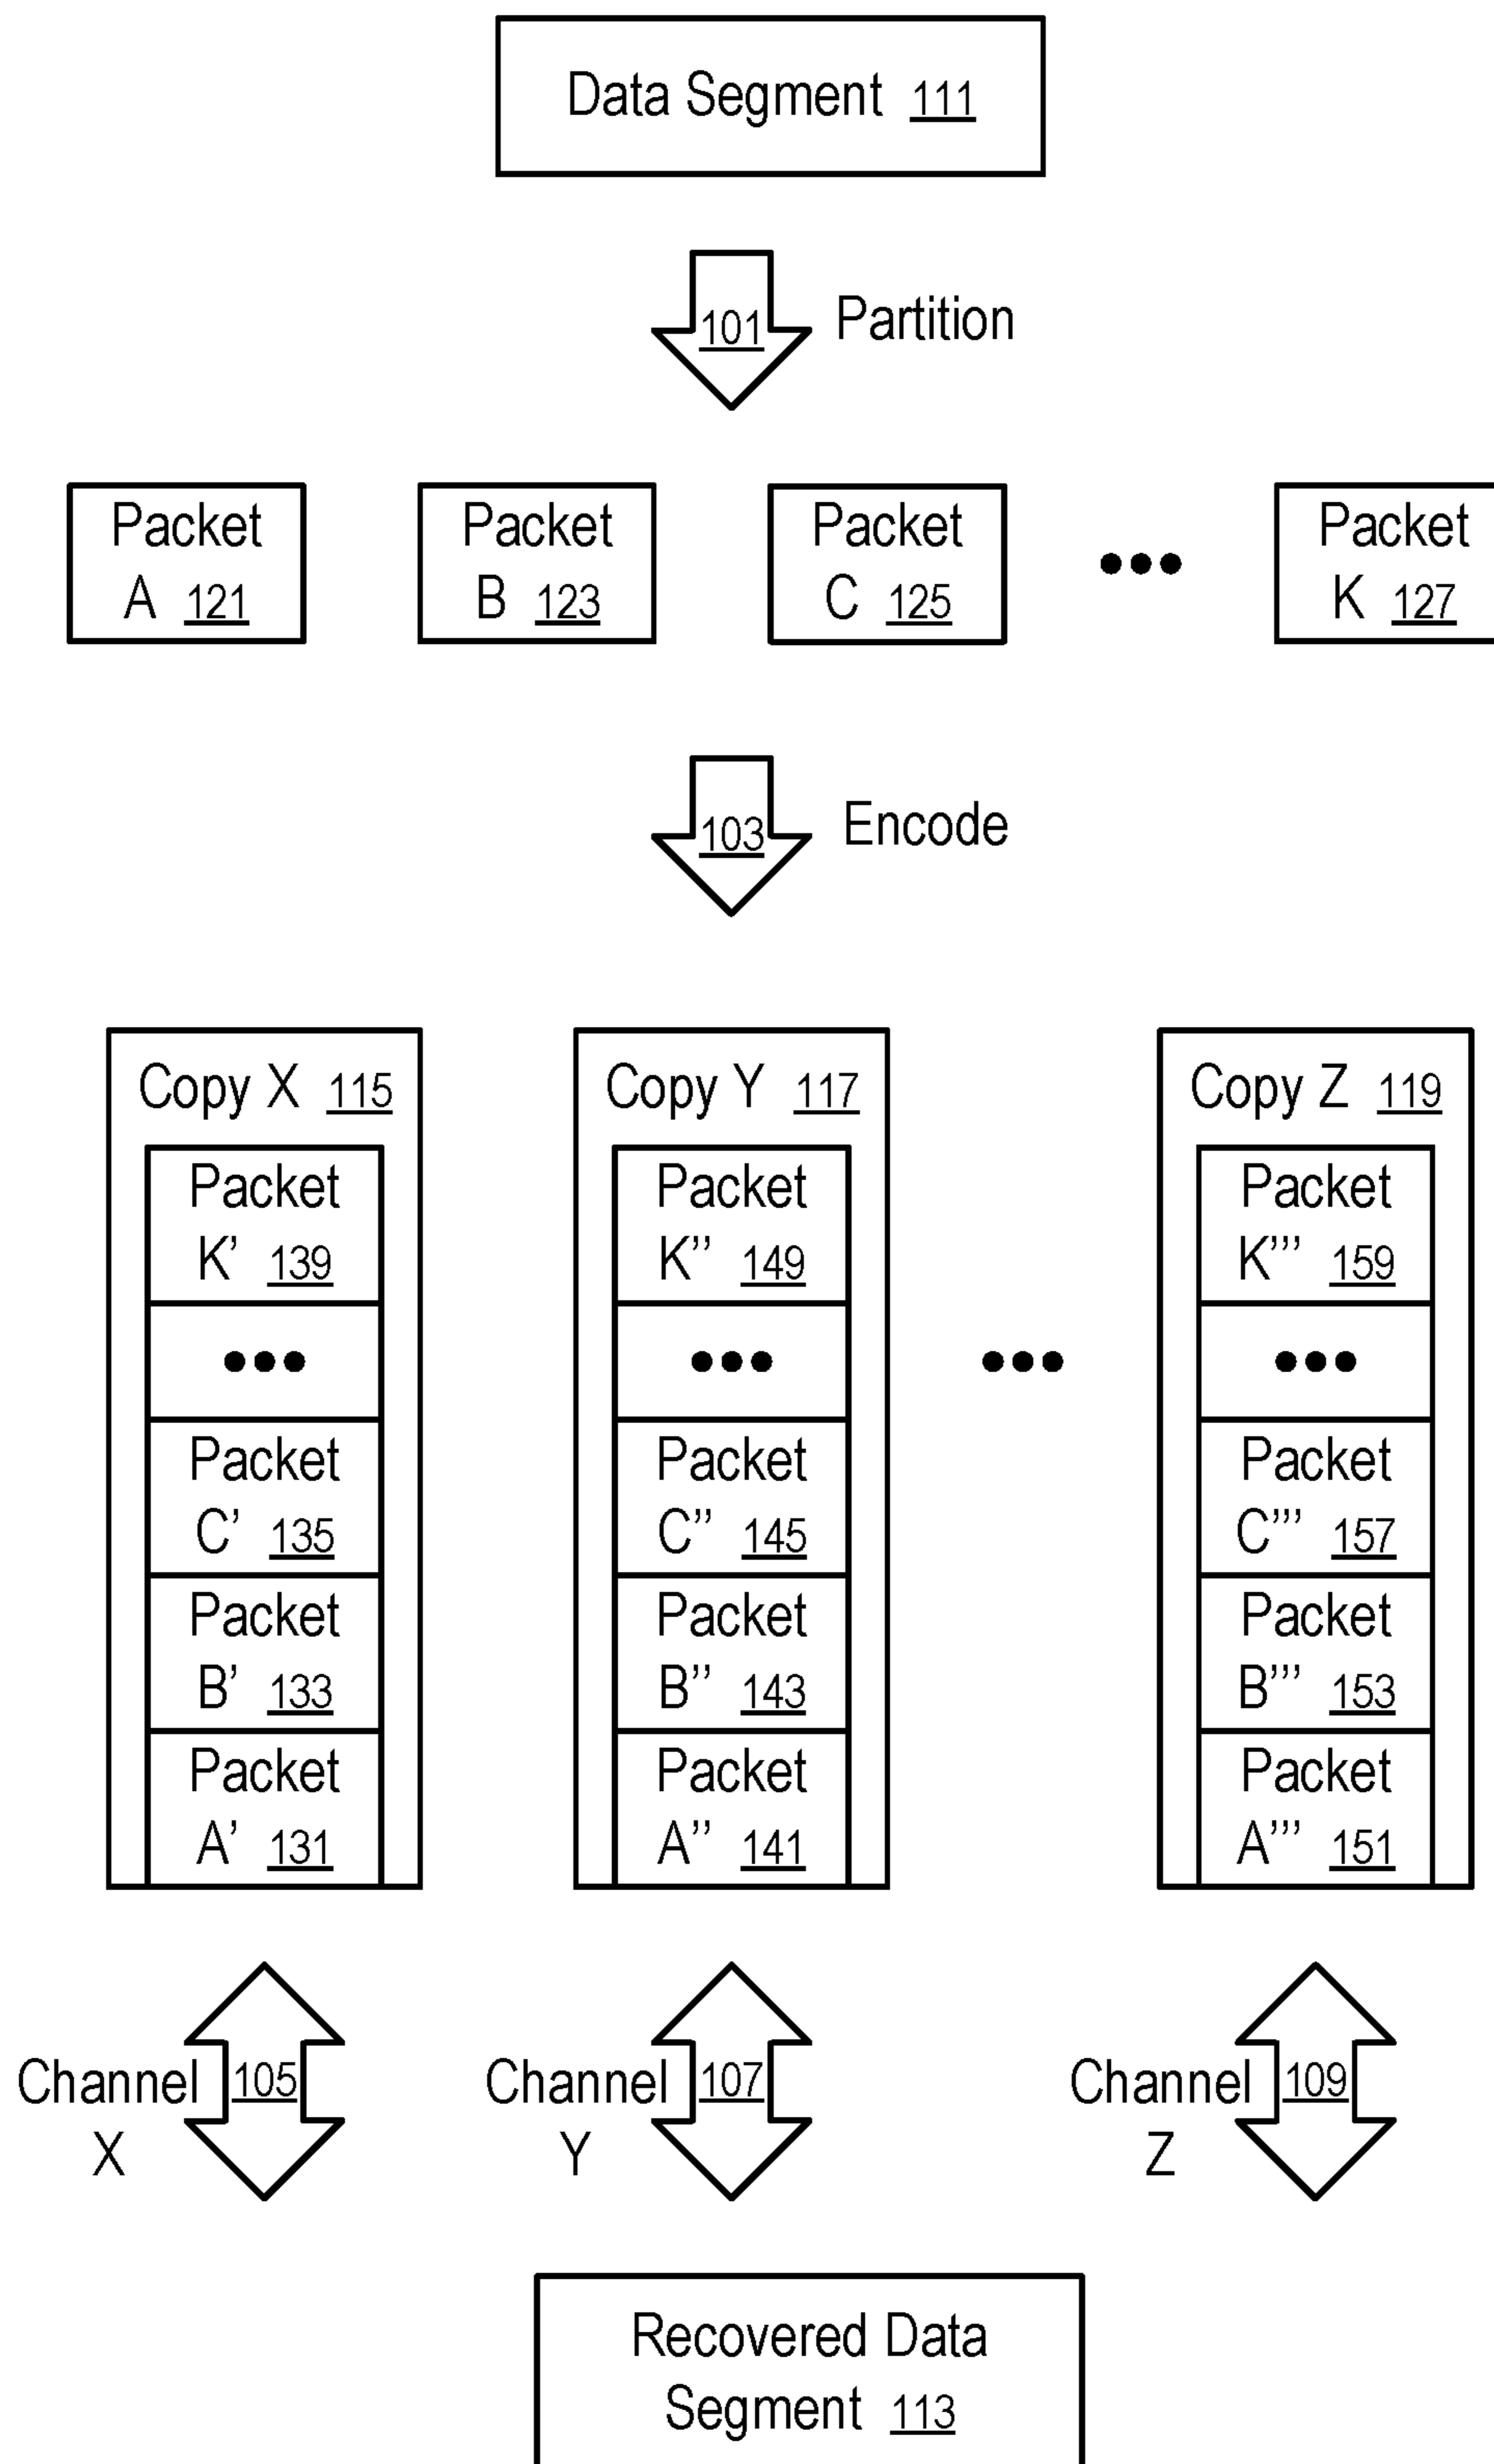 Data Segment 111
101 Partition
Packet
A 121
Packet
B 123
Packet
C 125
Packet
K 127
103 Encode
Copy X 115
Packet
K' 139
Packet
C' 135
Packet
B' 133
Packet
A' 131
Copy Y 117
Packet
K'' 149
Packet
C'' 145
Packet
B'' 143
Packet
A'' 141
Copy Z 119
Packet
K''' 159
Packet
C''' 157
Packet
B''' 153
Packet
A''' 151
Channel 105
X
Channel 107
Y
Channel 109
Z
Recovered Data
Segment 113